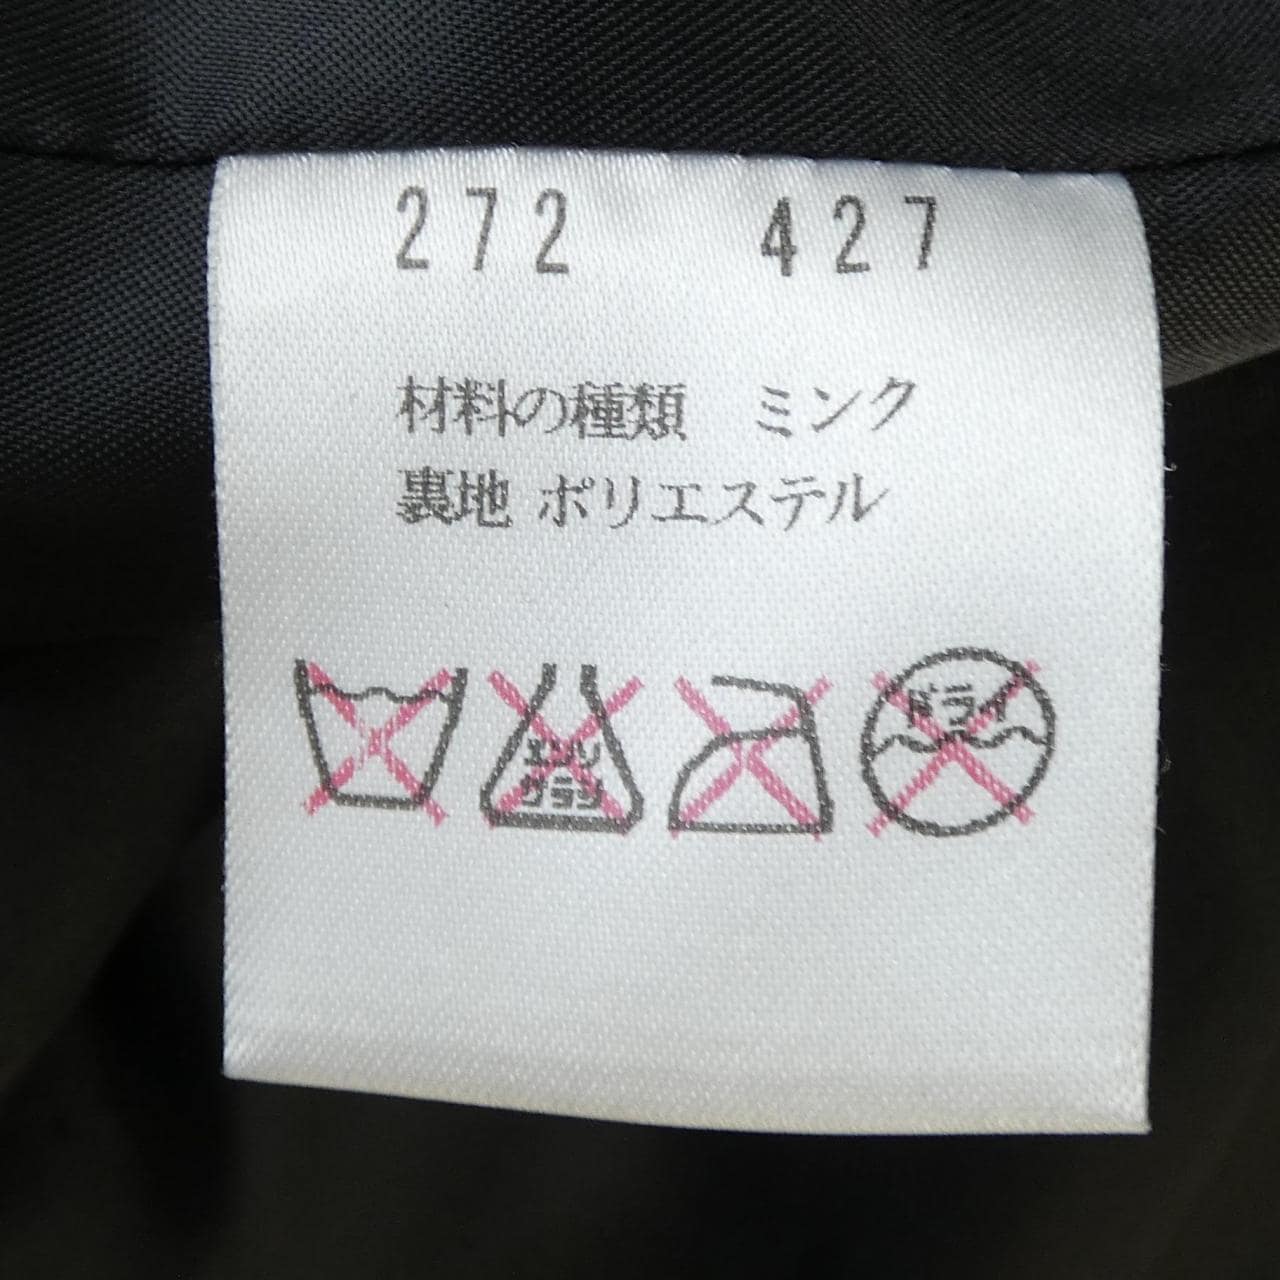 272 427
材料の種類 ミンク
裏地 ポリエステル
エンソ サラシ ドライ